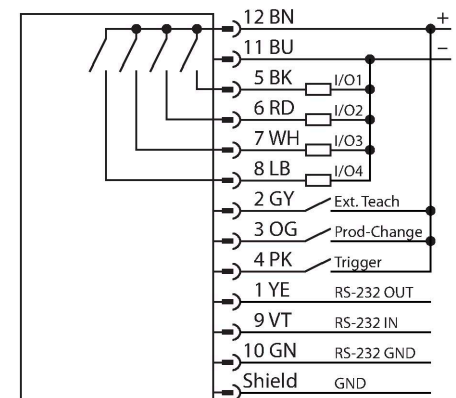 12 BN +
11 BU −
5 BK I/O1
6 RD I/O2
7 WH I/O3
8 LB I/O4
2 GY Ext. Teach
3 OG Prod-Change
4 PK Trigger
1 YE RS-232 OUT
9 VT RS-232 IN
10 GN RS-232 GND
Shield GND